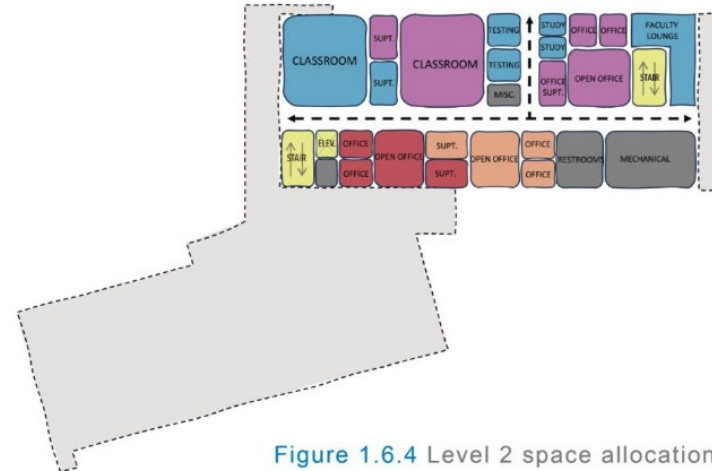 CLASSROOM
SUPT.
SUPT.
CLASSROOM
TESTING
TESTING
MISC.
STUDY
STUDY
OFFICE
SUPT.
OFFICE
OFFICE
OPEN OFFICE
FACULTY
LOUNGE
STAIR
STAIR
ELEV.
OFFICE
OFFICE
OPEN OFFICE
SUPT.
SUPT.
OPEN OFFICE
OFFICE
OFFICE
RESTROOMS
MECHANICAL
Figure 1.6.4 Level 2 space allocation